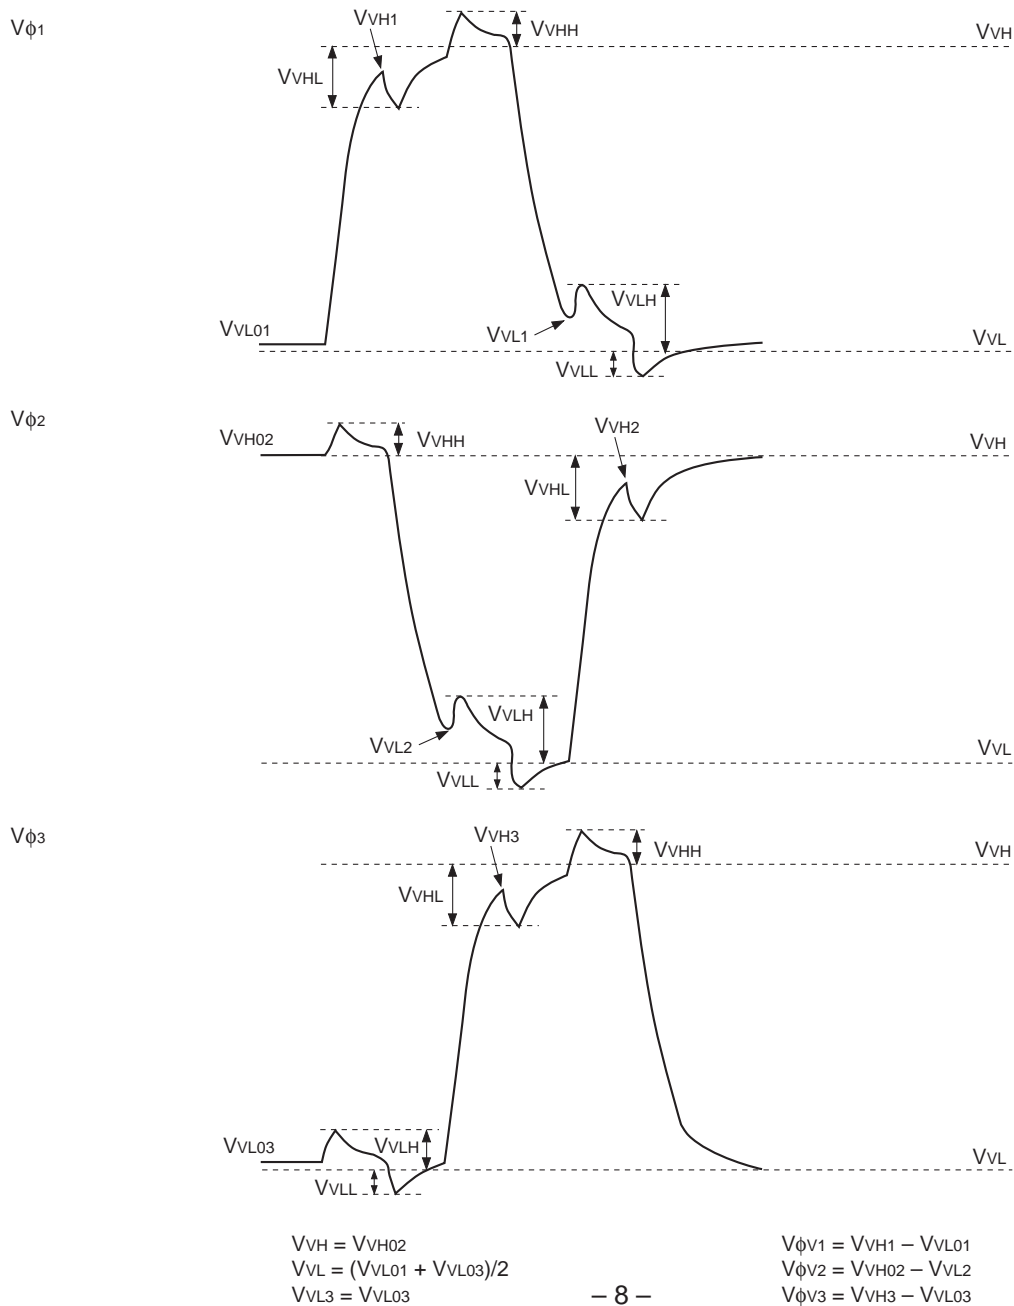 Vϕ1
VVH1
VVHH
VVH
VVHL
VVLH
VVL01
VVL1
VVL
VVLL
Vϕ2
VVH02
VVHH
VVH2
VVH
VVHL
VVLH
VVL2
VVL
VVLL
Vϕ3
VVH3
VVHH
VVH
VVHL
VVL03
VVLH
VVL
VVLL
VVH = VVH02
VVL = (VVL01 + VVL03)/2
VVL3 = VVL03
VϕV1 = VVH1 – VVL01
VϕV2 = VVH02 – VVL2
VϕV3 = VVH3 – VVL03
– 8 –